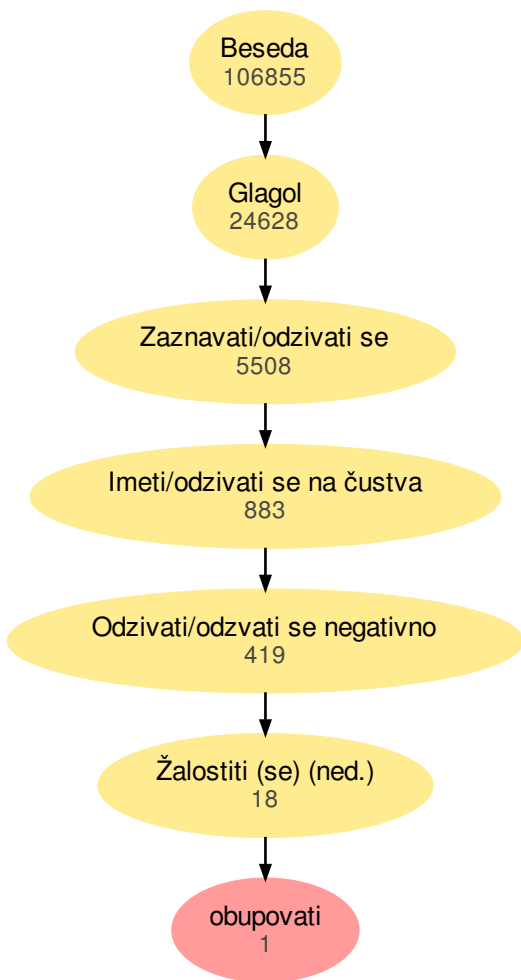 Beseda
106855
Glagol
24628
Zaznavati/odzivati se
5508
Imeti/odzivati se na čustva
883
Odzivati/odzvati se negativno
419
Žalostiti (se) (ned.)
18
obupovati
1